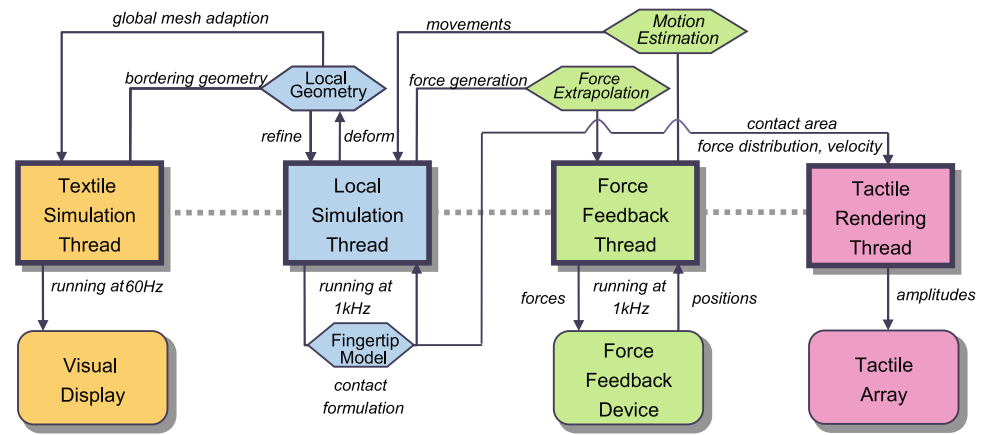 global mesh adaption
movements
Motion
Estimation
bordering geometry
Local
Geometry
force generation
Force
Extrapolation
refine
deform
contact area
force distribution, velocity
Textile
Simulation
Thread
Local
Simulation
Thread
Force
Feedback
Thread
Tactile
Rendering
Thread
running at 60Hz
running at
1kHz
forces
running at
1kHz
positions
amplitudes
Visual
Display
Fingertip
Model
contact
formulation
Force
Feedback
Device
Tactile
Array